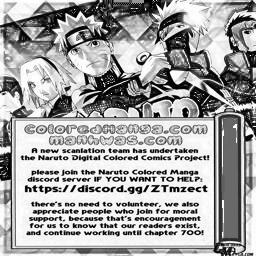 ColoredManga.com
manhwas.com
A new scanlation team has undertaken
the Naruto Digital Colored Comics Project!
please join the Naruto Colored Manga
discord server IF YOU WANT TO HELP:
https://discord.gg/ZTmzect
there's no need to volunteer, we also
appreciate people who join for moral
support, because that's encouragement
for us to know that our readers exist,
and continue working until chapter 700!